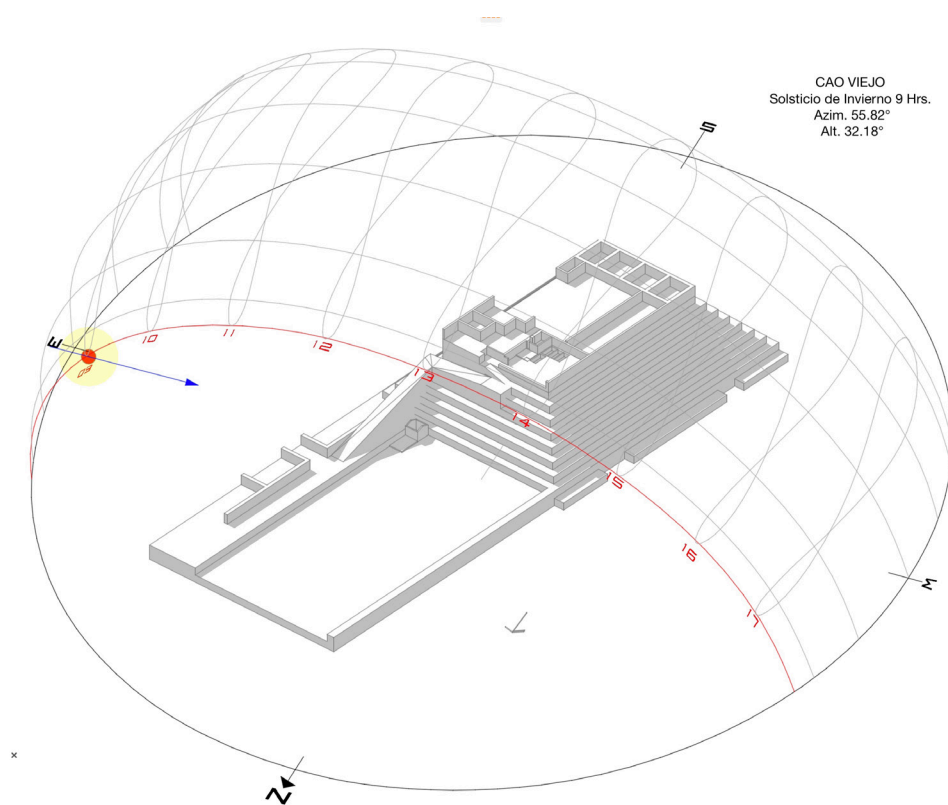 CAO VIEJO
Solsticio de Invierno 9 Hrs.
Azim. 55.82°
Alt. 32.18°
S
E
09
10
11
12
13
14
15
16
17
W
N